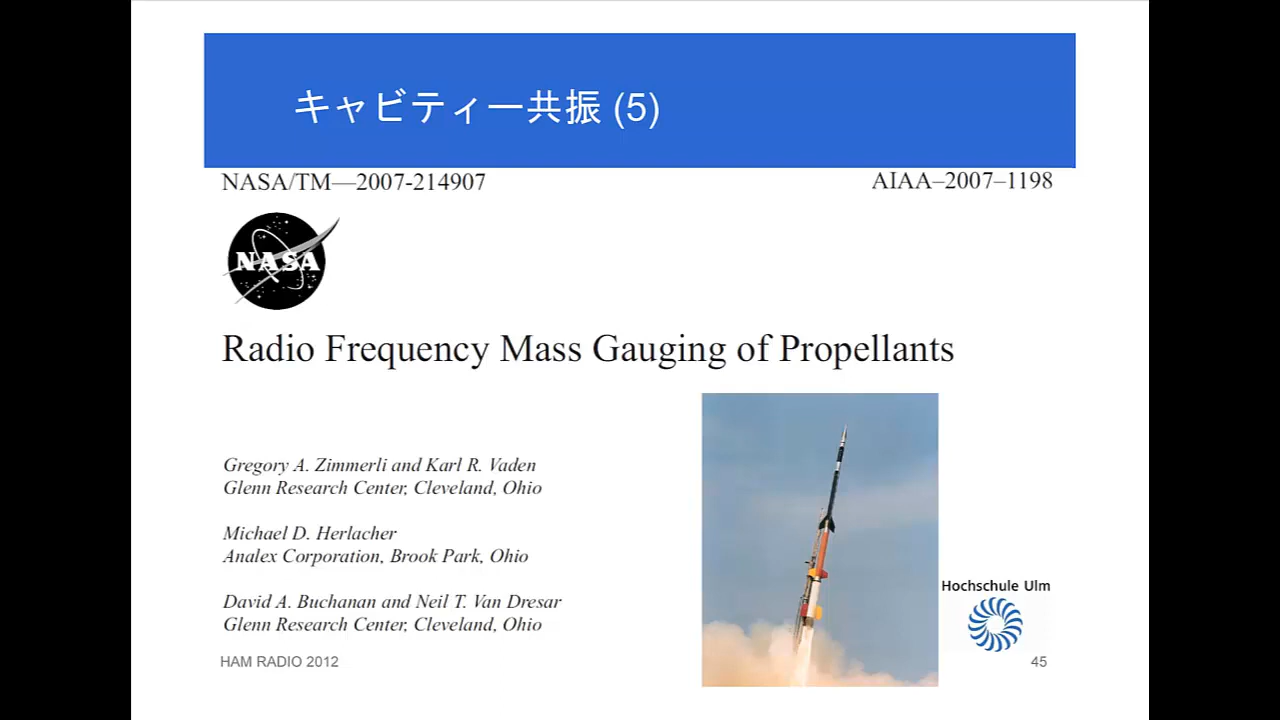 キャビティー共振 (5)
NASA/TM—2007-214907
AIAA–2007–1198
NASA
Radio Frequency Mass Gauging of Propellants
Gregory A. Zimmerli and Karl R. Vaden
Glenn Research Center, Cleveland, Ohio
Michael D. Herlacher
Analex Corporation, Brook Park, Ohio
David A. Buchanan and Neil T. Van Dresar
Glenn Research Center, Cleveland, Ohio
Hochschule Ulm
HAM RADIO 2012
45